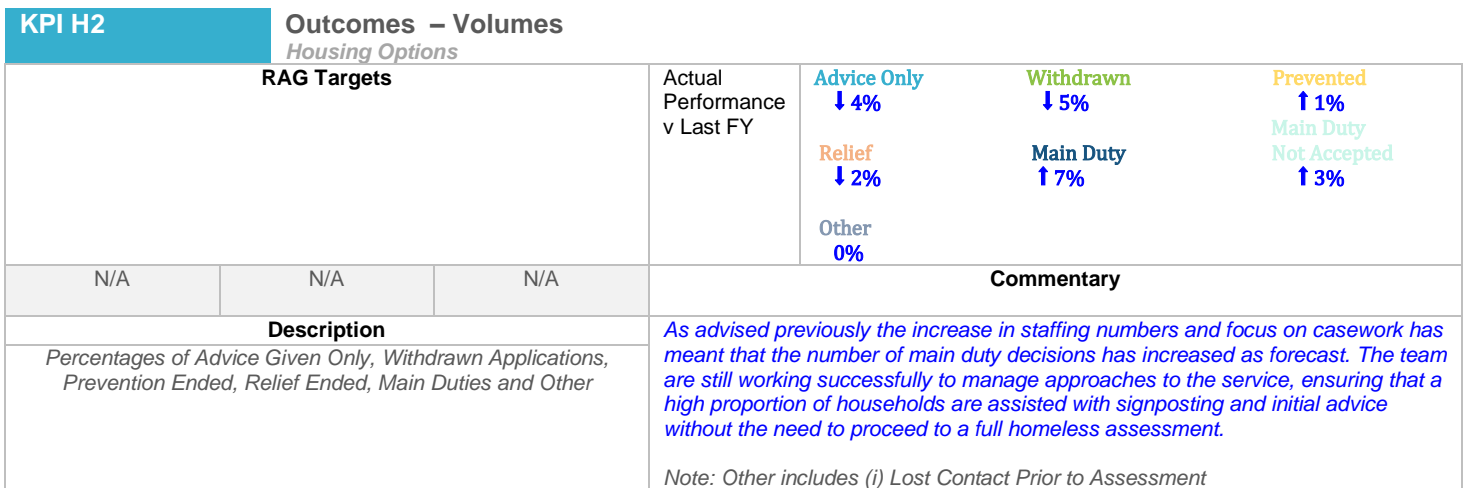 KPI H2
Outcomes – Volumes
Housing Options
RAG Targets
Actual
Performance
v Last FY
Advice Only
⬇ 4%
Withdrawn
⬇ 5%
Prevented
⬆ 1%
Relief
⬇ 2%
Main Duty
⬆ 7%
Main Duty
Not Accepted
⬆ 3%
Other
0%
N/A
N/A
N/A
Commentary
Description
Percentages of Advice Given Only, Withdrawn Applications,
Prevention Ended, Relief Ended, Main Duties and Other
As advised previously the increase in staffing numbers and focus on casework has
meant that the number of main duty decisions has increased as forecast. The team
are still working successfully to manage approaches to the service, ensuring that a
high proportion of households are assisted with signposting and initial advice
without the need to proceed to a full homeless assessment.
Note: Other includes (i) Lost Contact Prior to Assessment